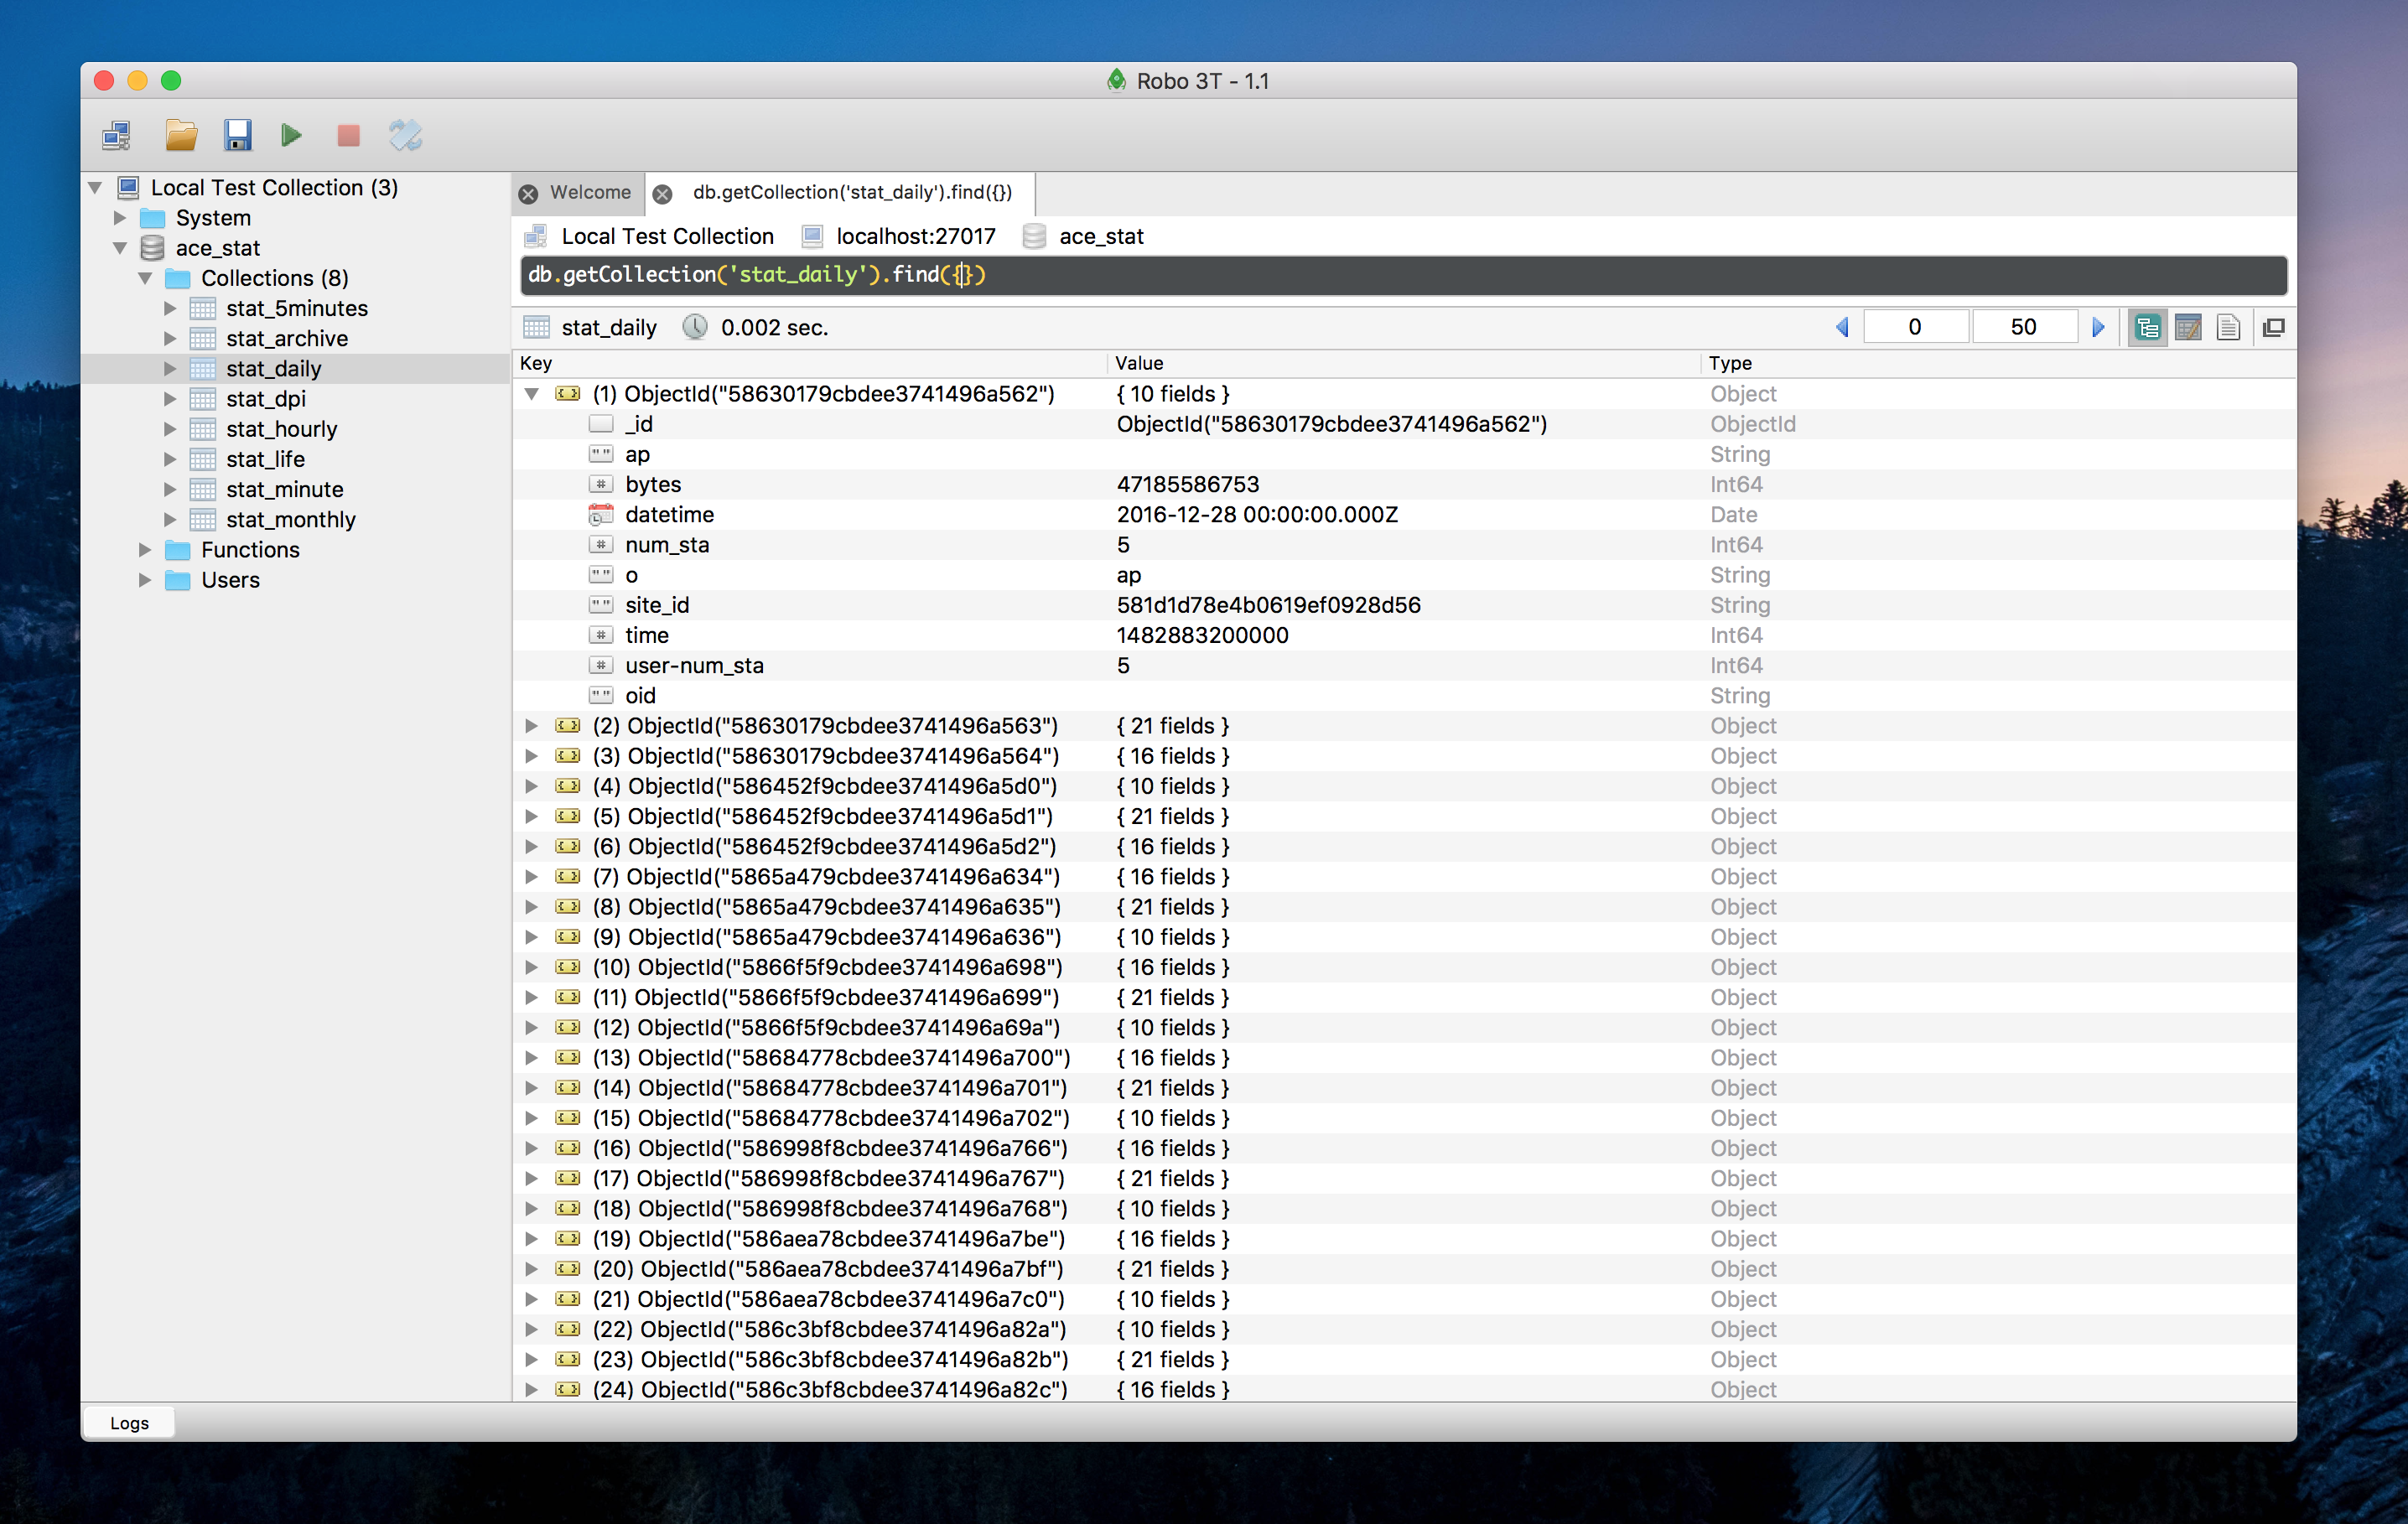 Robo 3T - 1.1
Local Test Collection (3)
System
ace_stat
Collections (8)
stat_5minutes
stat_archive
stat_daily
stat_dpi
stat_hourly
stat_life
stat_minute
stat_monthly
Functions
Users
Welcome db.getCollection('stat_daily').find({})
Local Test Collection localhost:27017 ace_stat
db.getCollection('stat_daily').find({})
stat_daily 0.002 sec. 0 50
Key Value Type
(1) ObjectId("58630179cbdee3741496a562") { 10 fields } Object
_id ObjectId("58630179cbdee3741496a562") ObjectId
ap String
bytes 47185586753 Int64
datetime 2016-12-28 00:00:00.000Z Date
num_sta 5 Int64
o ap String
site_id 581d1d78e4b0619ef0928d56 String
time 1482883200000 Int64
user-num_sta 5 Int64
oid String
(2) ObjectId("58630179cbdee3741496a563") { 21 fields } Object
(3) ObjectId("58630179cbdee3741496a564") { 16 fields } Object
(4) ObjectId("586452f9cbdee3741496a5d0") { 10 fields } Object
(5) ObjectId("586452f9cbdee3741496a5d1") { 21 fields } Object
(6) ObjectId("586452f9cbdee3741496a5d2") { 16 fields } Object
(7) ObjectId("5865a479cbdee3741496a634") { 16 fields } Object
(8) ObjectId("5865a479cbdee3741496a635") { 21 fields } Object
(9) ObjectId("5865a479cbdee3741496a636") { 10 fields } Object
(10) ObjectId("5866f5f9cbdee3741496a698") { 16 fields } Object
(11) ObjectId("5866f5f9cbdee3741496a699") { 21 fields } Object
(12) ObjectId("5866f5f9cbdee3741496a69a") { 10 fields } Object
(13) ObjectId("58684778cbdee3741496a700") { 16 fields } Object
(14) ObjectId("58684778cbdee3741496a701") { 21 fields } Object
(15) ObjectId("58684778cbdee3741496a702") { 10 fields } Object
(16) ObjectId("586998f8cbdee3741496a766") { 16 fields } Object
(17) ObjectId("586998f8cbdee3741496a767") { 21 fields } Object
(18) ObjectId("586998f8cbdee3741496a768") { 10 fields } Object
(19) ObjectId("586aea78cbdee3741496a7be") { 16 fields } Object
(20) ObjectId("586aea78cbdee3741496a7bf") { 21 fields } Object
(21) ObjectId("586aea78cbdee3741496a7c0") { 10 fields } Object
(22) ObjectId("586c3bf8cbdee3741496a82a") { 10 fields } Object
(23) ObjectId("586c3bf8cbdee3741496a82b") { 21 fields } Object
(24) ObjectId("586c3bf8cbdee3741496a82c") { 16 fields } Object
Logs